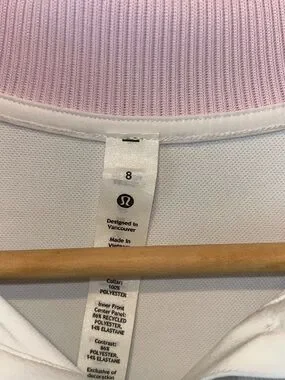 8
Designed in
Vancouver
Made in
Collar:
100%
POLYESTER
Inner Front
Center Panel:
86% RECYCLED
POLYESTER,
14% ELASTANE
Contrast:
86%
POLYESTER,
14% ELASTANE
Exclusive of
decoration